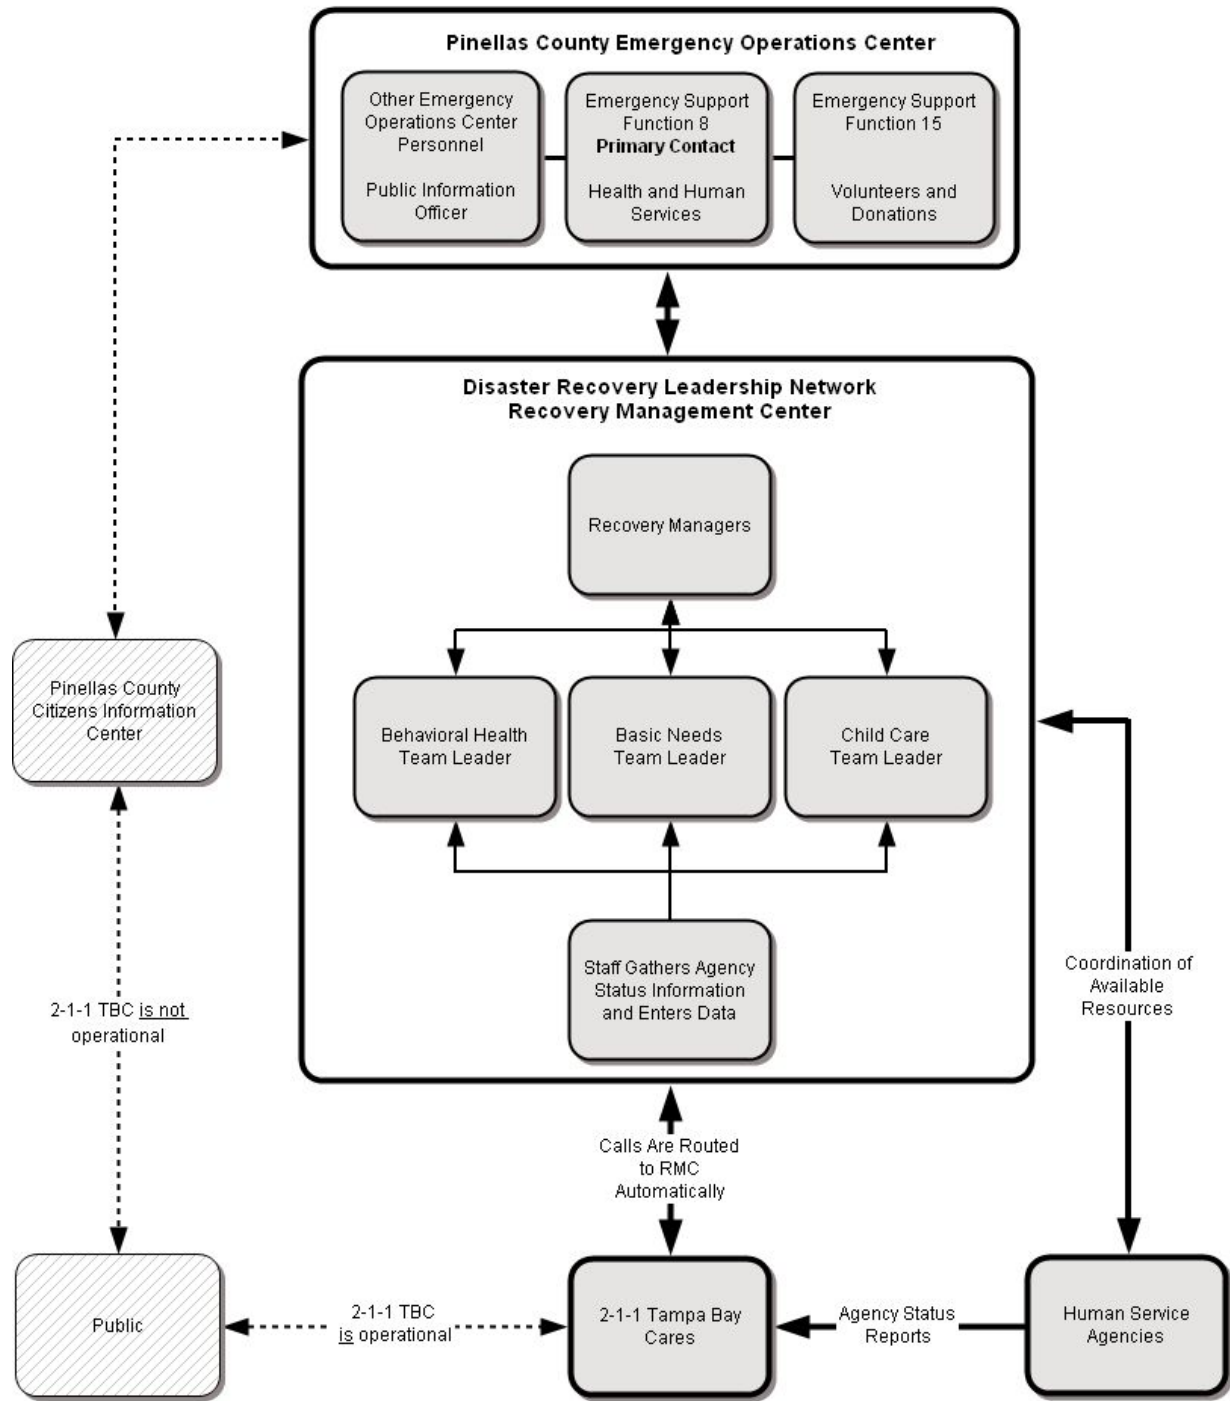 Pinellas County Emergency Operations Center
Other Emergency
Operations Center
Personnel
Public Information
Officer
Emergency Support
Function 8
Primary Contact
Health and Human
Services
Emergency Support
Function 15
Volunteers and
Donations
Disaster Recovery Leadership Network
Recovery Management Center
Recovery Managers
Pinellas County
Citizens Information
Center
Behavioral Health
Team Leader
Basic Needs
Team Leader
Child Care
Team Leader
Staff Gathers Agency
Status Information
and Enters Data
Coordination of
Available
Resources
2-1-1 TBC is not
operational
Calls Are Routed
to RMC
Automatically
Public
2-1-1 TBC
is operational
2-1-1 Tampa Bay
Cares
Agency Status
Reports
Human Service
Agencies